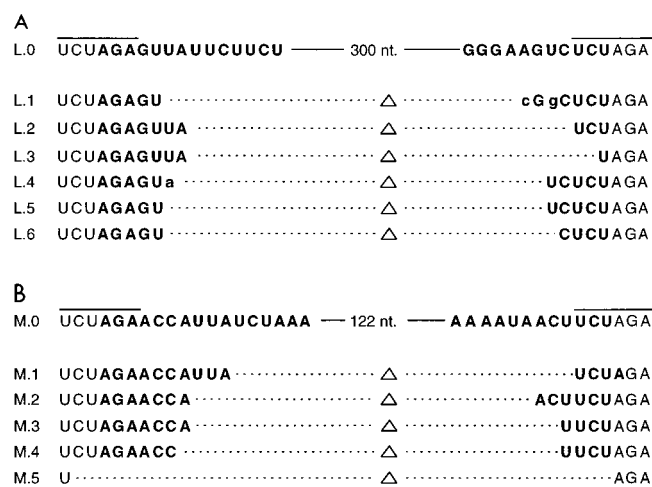 A
L.0 UCUAGAGUUAUUCUUCU — 300 nt. — GGGAAGUCUCUAGA
L.1 UCUAGAGU ········ △ ········ cGgCUCUAGA
L.2 UCUAGAGUUA ········ △ ········ UCUAGA
L.3 UCUAGAGUUA ········ △ ········ UAGA
L.4 UCUAGAGUa ········ △ ········ UCUCUAGA
L.5 UCUAGAGU ········ △ ········ UCUCUAGA
L.6 UCUAGAGU ········ △ ········ CUCUAGA
B
M.0 UCUAGAACCAUUAUCUAAA — 122 nt. — AAAAUAACUUCUAGA
M.1 UCUAGAACCAUUA ········ △ ········ UCUAGA
M.2 UCUAGAACCA ········ △ ········ ACUUCUAGA
M.3 UCUAGAACCA ········ △ ········ UUCUAGA
M.4 UCUAGAACC ········ △ ········ UUCUAGA
M.5 U ········ △ ········ AGA